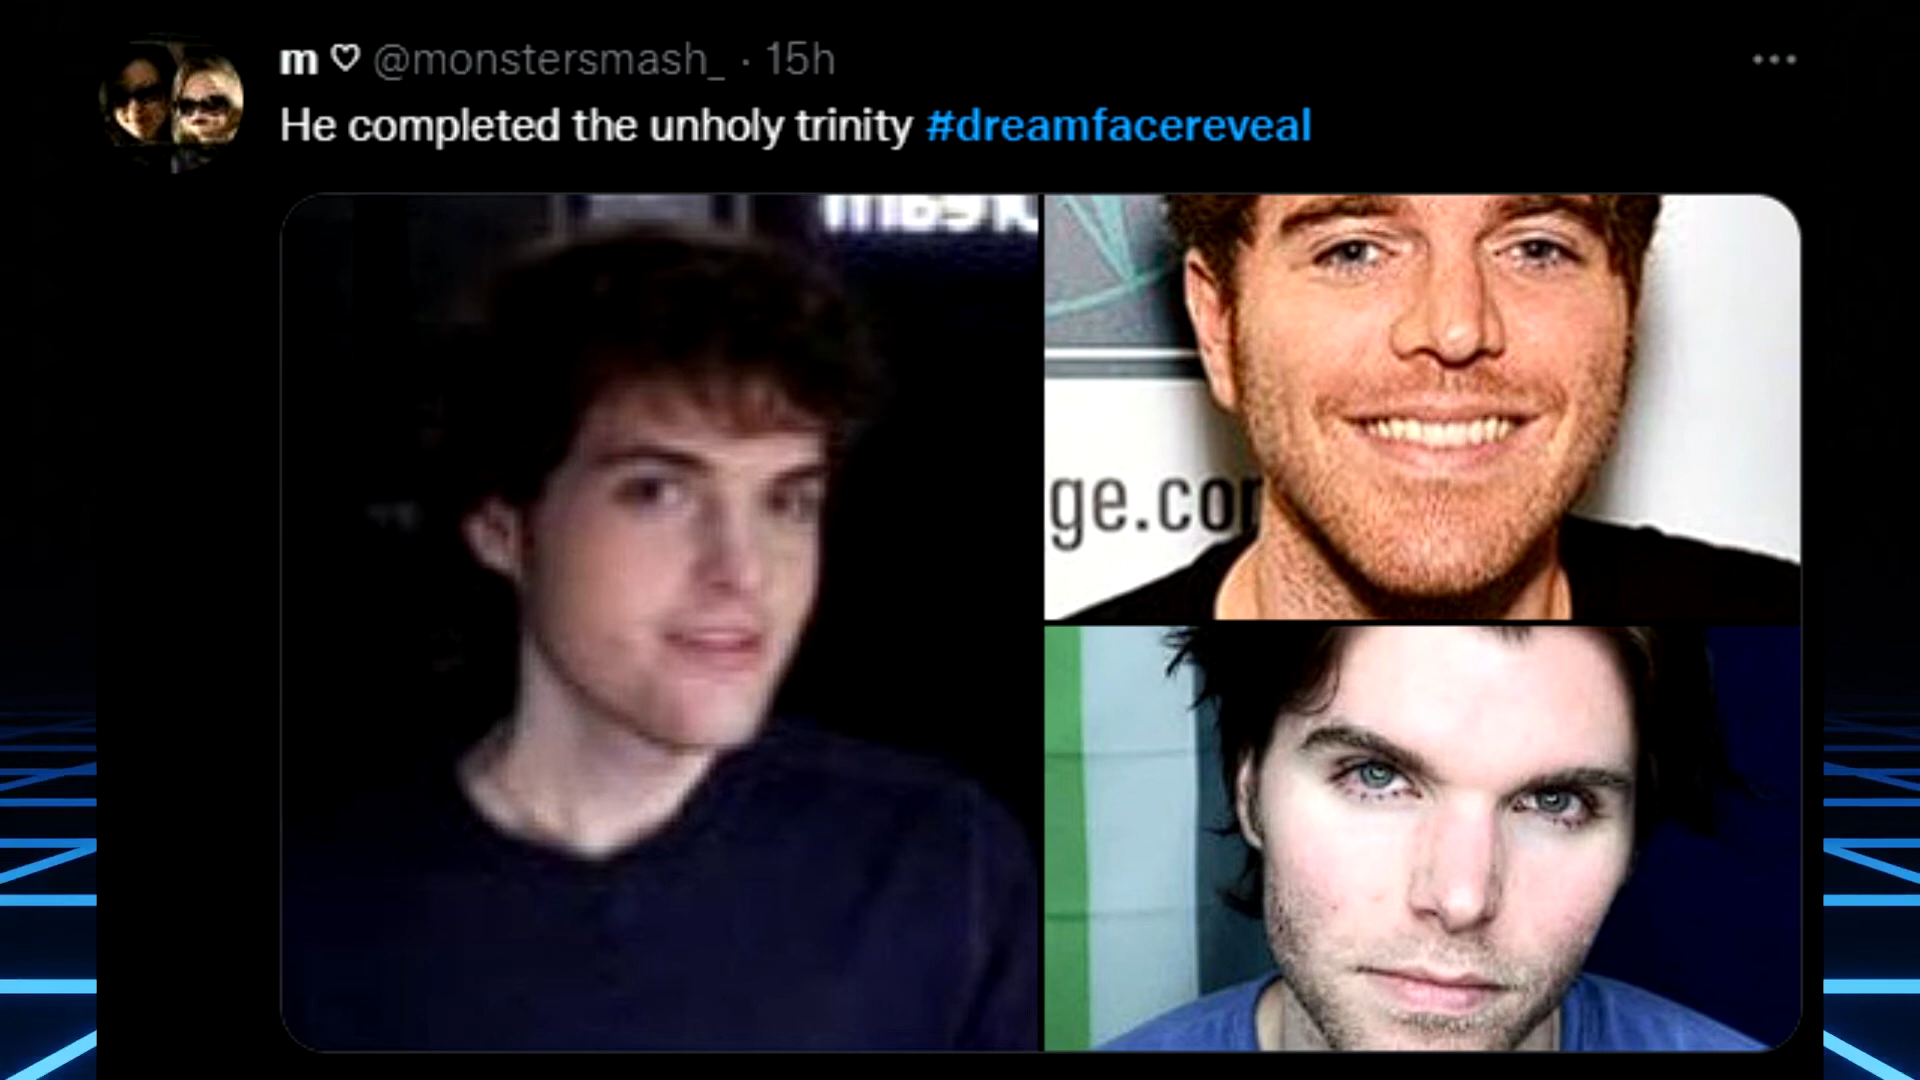 m ♡ @monstersmash_ · 15h
He completed the unholy trinity #dreamfacereveal
ge.co